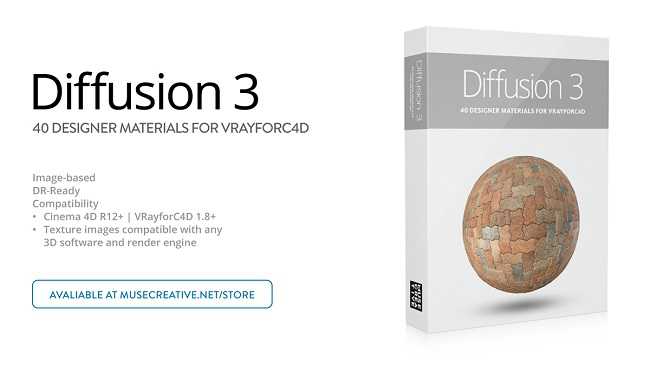 Diffusion 3
40 DESIGNER MATERIALS FOR VRAYFORC4D
Image-based
DR-Ready
Compatibility
• Cinema 4D R12+ | VRayforC4D 1.8+
• Texture images compatible with any
3D software and render engine
AVALIABLE AT MUSECREATIVE.NET/STORE
Diffusion 3
Diffusion 3
40 DESIGNER MATERIALS FOR VRAYFORC4D